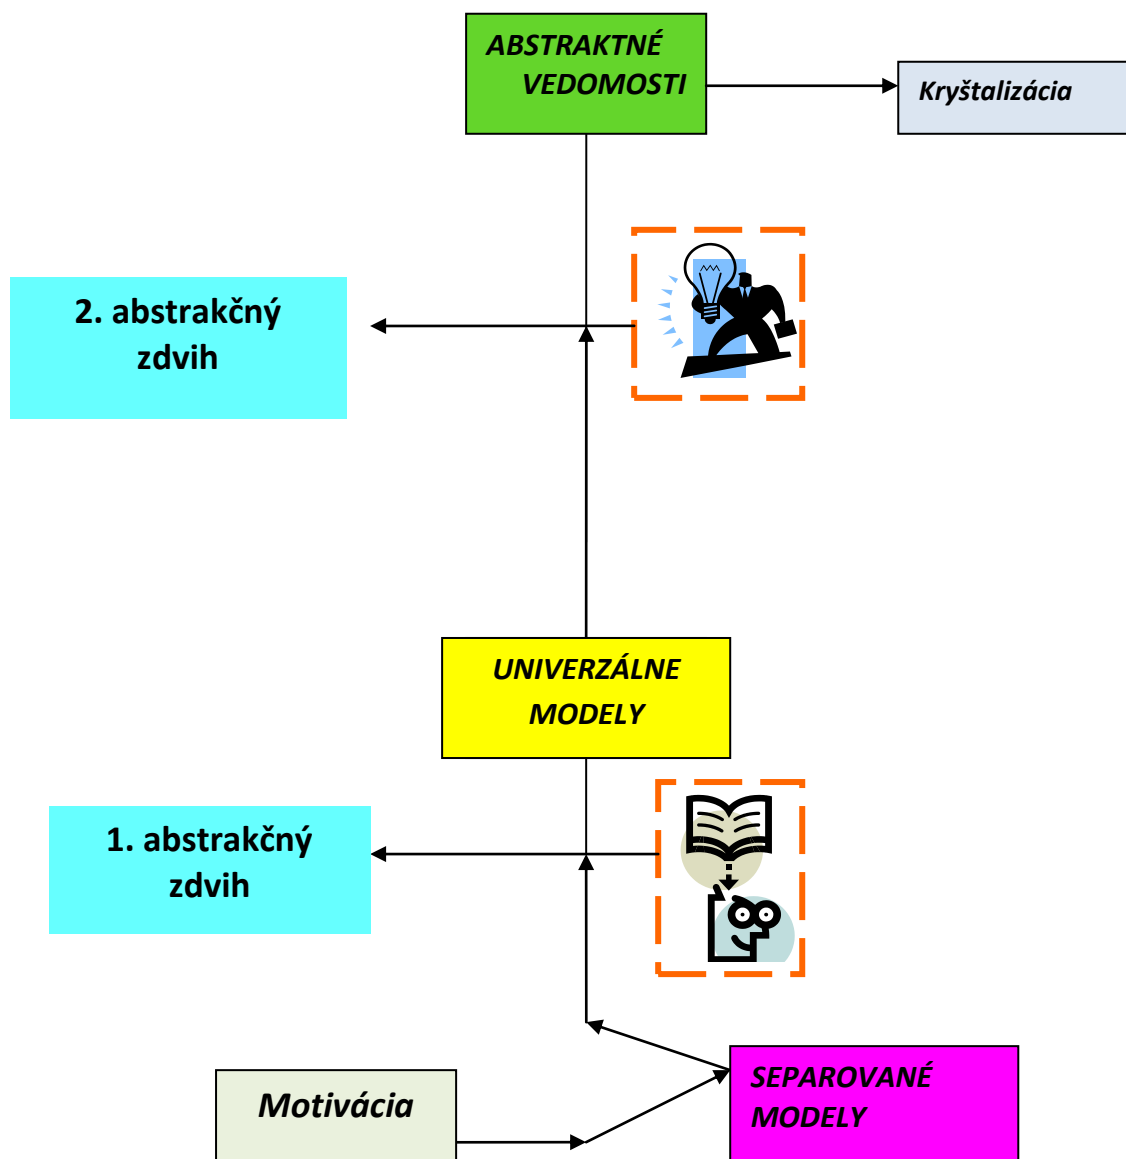 ABSTRAKTNÉ
VEDOMOSTI
Kryštalizácia
2. abstrakčný
zdvih
UNIVERZÁLNE
MODELY
1. abstrakčný
zdvih
SEPAROVANÉ
MODELY
Motivácia